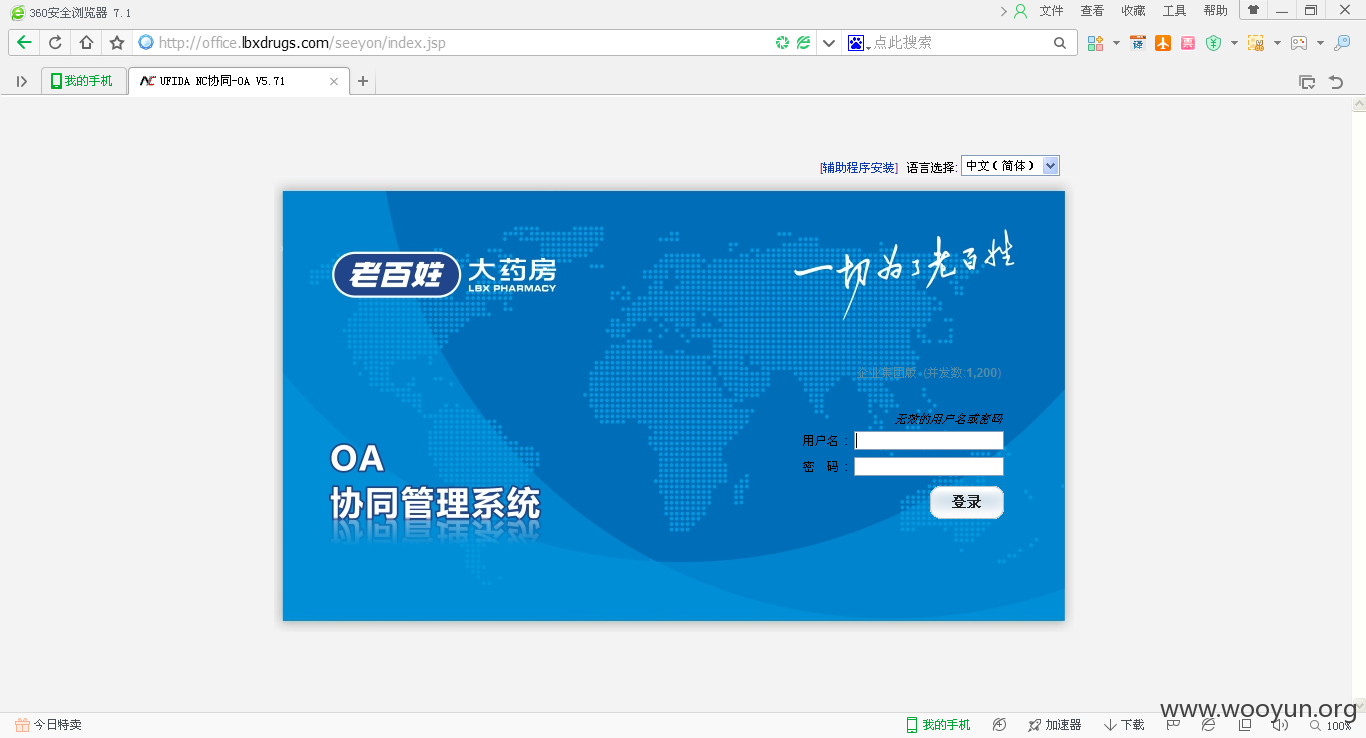 360安全浏览器 7.1
文件 查看 收藏 工具 帮助
http://office.lbxdrugs.com/seeyon/index.jsp
点此搜索
译
票
我的手机
UFIDA NC协同-OA V5.71
[辅助程序安装] 语言选择: 中文(简体)
老百姓 大药房
LBX PHARMACY
一切为了老百姓
企业集团版 (并发数:1,200)
无效的用户名或密码
用户名：
密 码：
登录
OA
协同管理系统
www.wooyun.org
今日特卖
我的手机
加速器
下载
100%